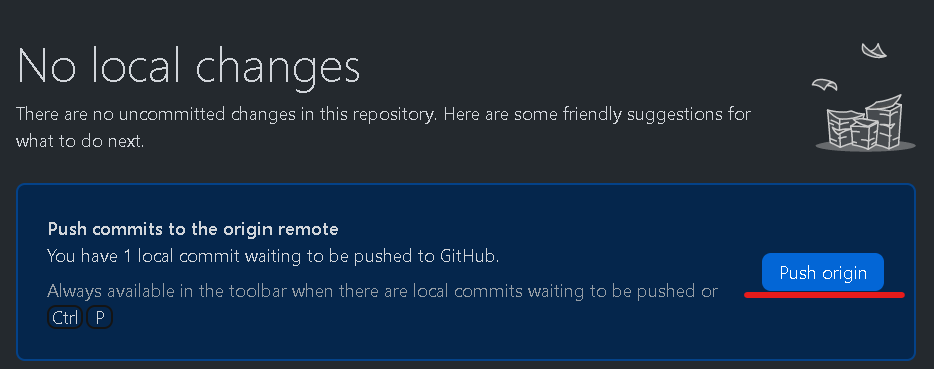 No local changes
There are no uncommitted changes in this repository. Here are some friendly suggestions for
what to do next.
Push commits to the origin remote
You have 1 local commit waiting to be pushed to GitHub.
Push origin
Always available in the toolbar when there are local commits waiting to be pushed or
Ctrl P